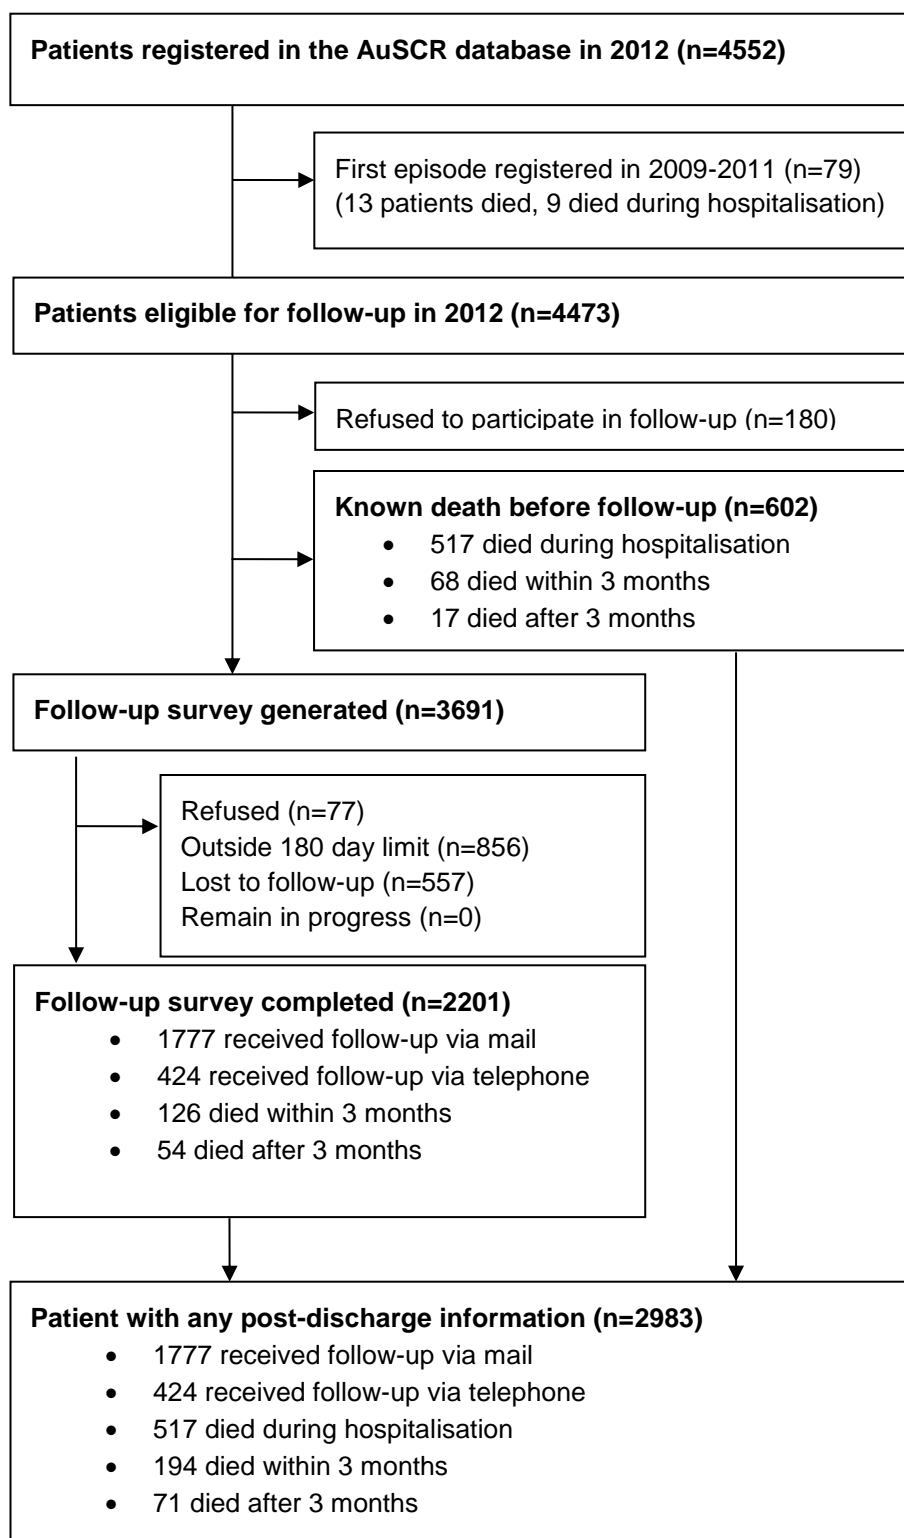 Patients registered in the AuSCR database in 2012 (n=4552)
First episode registered in 2009-2011 (n=79)
(13 patients died, 9 died during hospitalisation)
Patients eligible for follow-up in 2012 (n=4473)
Refused to participate in follow-up (n=180)
Known death before follow-up (n=602)
• 517 died during hospitalisation
• 68 died within 3 months
• 17 died after 3 months
Follow-up survey generated (n=3691)
Refused (n=77)
Outside 180 day limit (n=856)
Lost to follow-up (n=557)
Remain in progress (n=0)
Follow-up survey completed (n=2201)
• 1777 received follow-up via mail
• 424 received follow-up via telephone
• 126 died within 3 months
• 54 died after 3 months
Patient with any post-discharge information (n=2983)
• 1777 received follow-up via mail
• 424 received follow-up via telephone
• 517 died during hospitalisation
• 194 died within 3 months
• 71 died after 3 months